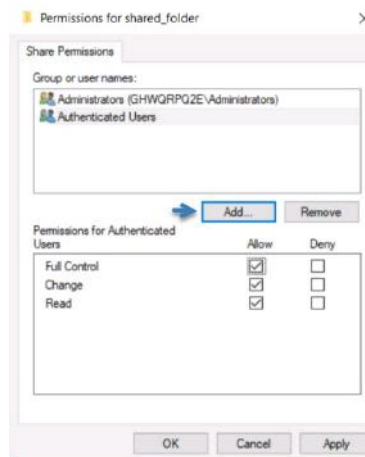 Permissions for shared_folder
Share Permissions
Group or user names:
Administrators (GHWQRPQ2E\Administrators)
Authenticated Users
Add... Remove
Permissions for Authenticated
Users Allow Deny
Full Control
Change
Read
OK Cancel Apply